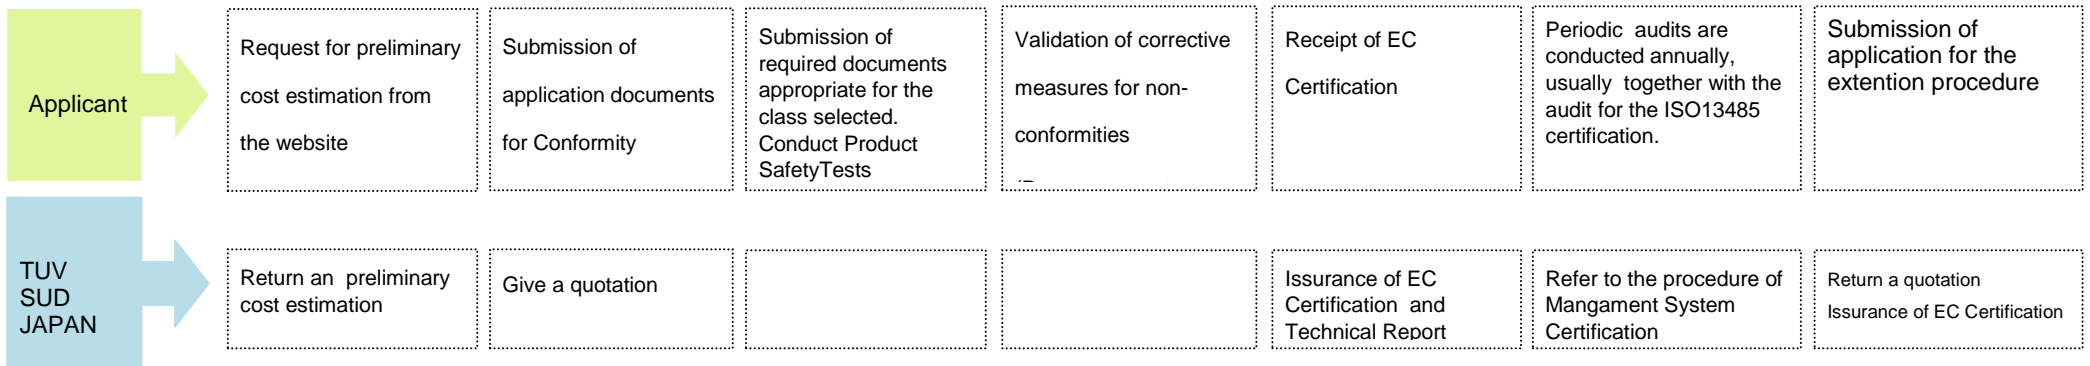 Applicant
Request for preliminary
cost estimation from
the website
Submission of
application documents
for Conformity
Submission of
required documents
appropriate for the
class selected.
Conduct Product
SafetyTests
Validation of corrective
measures for non-
conformities
Receipt of EC
Certification
Periodic audits are
conducted annually,
usually together with the
audit for the ISO13485
certification.
Submission of
application for the
extention procedure
TUV
SUD
JAPAN
Return an preliminary
cost estimation
Give a quotation
Issurance of EC
Certification and
Technical Report
Refer to the procedure of
Mangament System
Certification
Return a quotation
Issurance of EC Certification